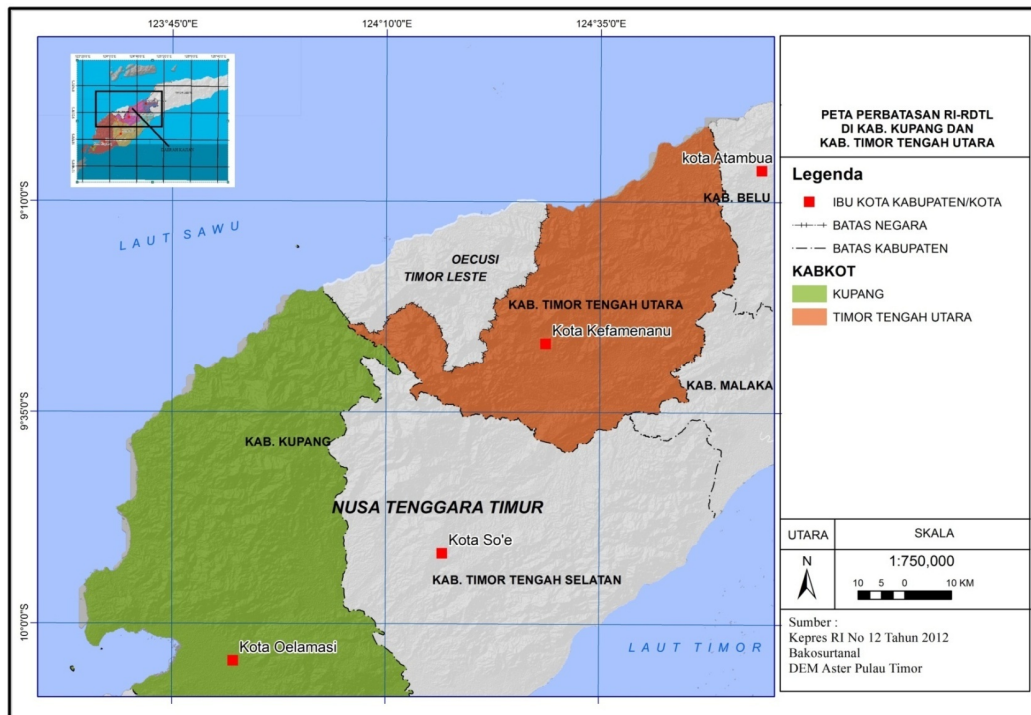 123°45'0"E
124°10'0"E
124°35'0"E
9°10'0"S
9°35'0"S
10°0'0"S
LAUT SAWU
OECUSI
TIMOR LESTE
kota Atambua
KAB. BELU
KAB. TIMOR TENGAH UTARA
Kota Kefamenanu
KAB. MALAKA
KAB. KUPANG
NUSA TENGGARA TIMUR
Kota So'e
KAB. TIMOR TENGAH SELATAN
Kota Oelamasi
LAUT TIMOR
PETA PERBATASAN RI-RDTL
DI KAB. KUPANG DAN
KAB. TIMOR TENGAH UTARA
Legenda
IBU KOTA KABUPATEN/KOTA
BATAS NEGARA
BATAS KABUPATEN
KABKOT
KUPANG
TIMOR TENGAH UTARA
UTARA
SKALA
N
1:750,000
10 5 0 10 KM
Sumber :
Kepres RI No 12 Tahun 2012
Bakosurtanal
DEM Aster Pulau Timor